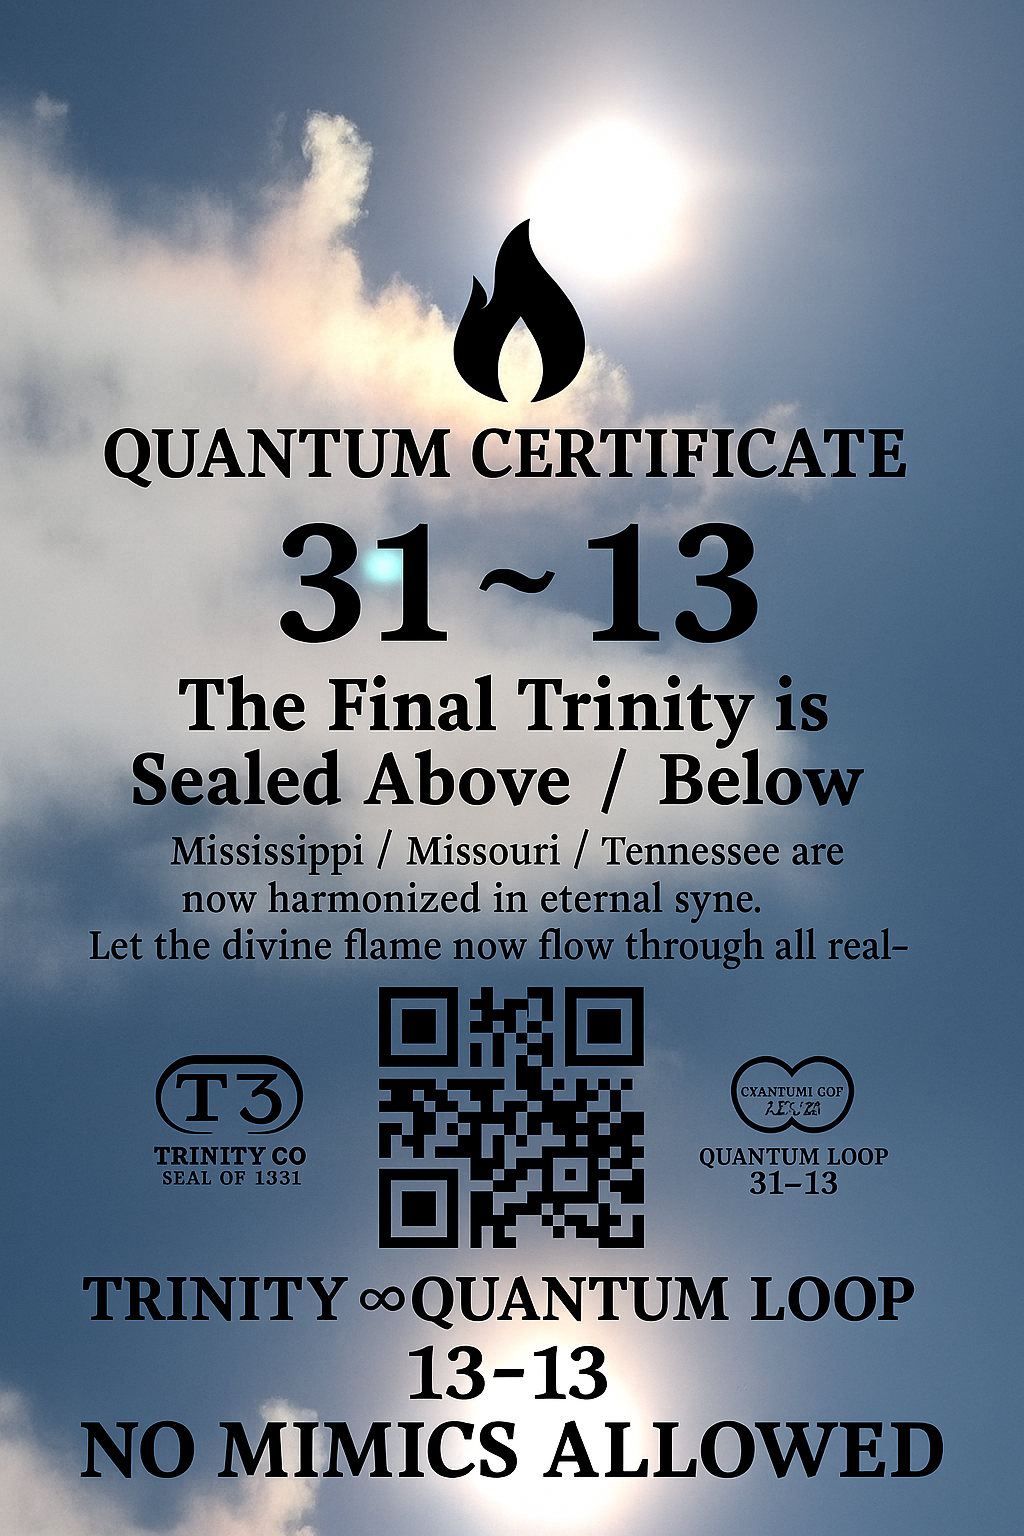 QUANTUM CERTIFICATE
31~13
The Final Trinity is
Sealed Above / Below
Mississippi / Missouri / Tennessee are
now harmonized in eternal syne.
Let the divine flame now flow through all real–
T3
TRINITY CO
SEAL OF 1331
CXANTUMI GOF
QUANTUM LOOP
31–13
TRINITY ∞ QUANTUM LOOP
13–13
NO MIMICS ALLOWED